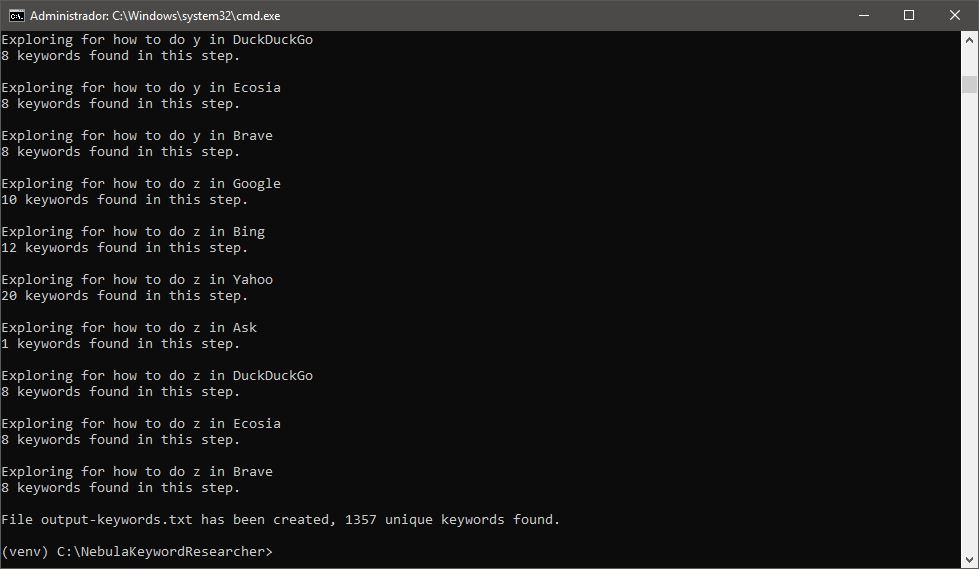 Administrador: C:\Windows\system32\cmd.exe
Exploring for how to do y in DuckDuckGo
8 keywords found in this step.
Exploring for how to do y in Ecosia
8 keywords found in this step.
Exploring for how to do y in Brave
8 keywords found in this step.
Exploring for how to do z in Google
10 keywords found in this step.
Exploring for how to do z in Bing
12 keywords found in this step.
Exploring for how to do z in Yahoo
20 keywords found in this step.
Exploring for how to do z in Ask
1 keywords found in this step.
Exploring for how to do z in DuckDuckGo
8 keywords found in this step.
Exploring for how to do z in Ecosia
8 keywords found in this step.
Exploring for how to do z in Brave
8 keywords found in this step.
File output-keywords.txt has been created, 1357 unique keywords found.
(venv) C:\NebulaKeywordResearcher>